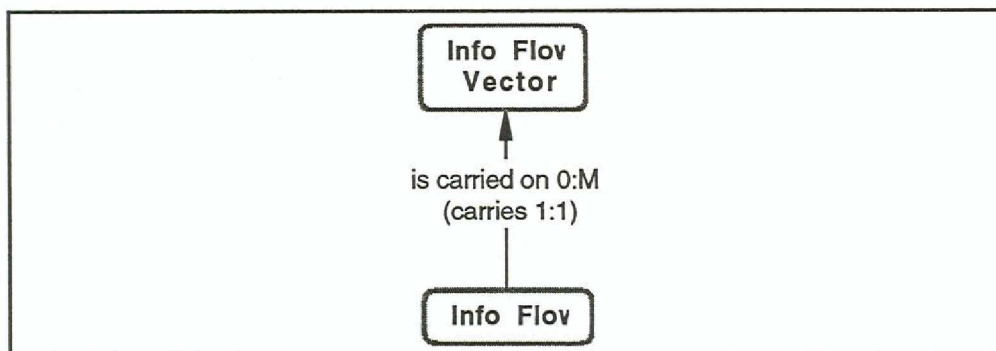 Info Flov
Vector
is carried on 0:M
(carries 1:1)
Info Flov